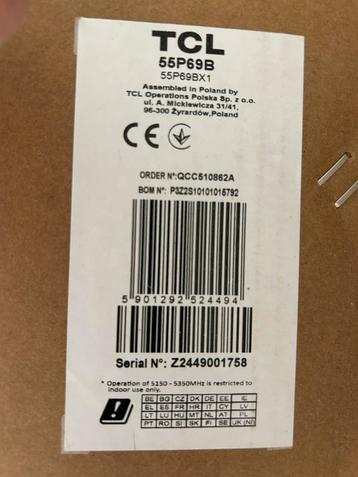 TCL
55P69B
55P69BX1
Assembled in Poland by
TCL Operations Polska Sp. z o.o.
ul. A. Mickiewicza 31/41,
96-300 Żyrardów,Poland
CE
ORDER N°:QCC510862A
BOM N°: P3Z2S10101015792
5 901292 524494
Serial N°: Z2449001758
* Operation of 5150 - 5350MHz is restricted to
indoor use only.
BE BG CZ DK DE EE IE
EL ES FR HR IT CY LV
LT LU HU MT NL AT PL
PT RO SI SK FI SE UK(NI)